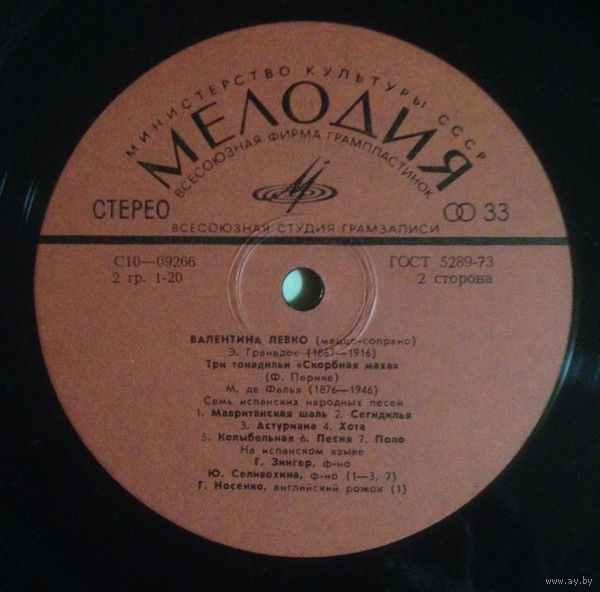 МИНИСТЕРСТВО КУЛЬТУРЫ СССР
МЕЛОДИЯ
ВСЕСОЮЗНАЯ ФИРМА ГРАМПЛАСТИНОК
СТЕРЕО
33
ВСЕСОЮЗНАЯ СТУДИЯ ГРАМЗАПИСИ
С10—09266
ГОСТ 5289-73
2 гр. 1-20
2 сторона
ВАЛЕНТИНА ЛЕВКО (меццо-сопрано)
Э. Гранадос (1867—1916)
Три тонадильи «Скорбная маха»
(Ф. Перике)
М. де Фалья (1876—1946)
Семь испанских народных песен
1. Мавританская шаль 2. Сегидилья
3. Астуриана 4. Хота
5. Колыбельная 6. Песня 7. Поло
На испанском языке
Г. Зингер, ф-но
Ю. Селивохина, ф-но (1—3, 7)
Г. Носенко, английский рожок (1)
www.ay.by